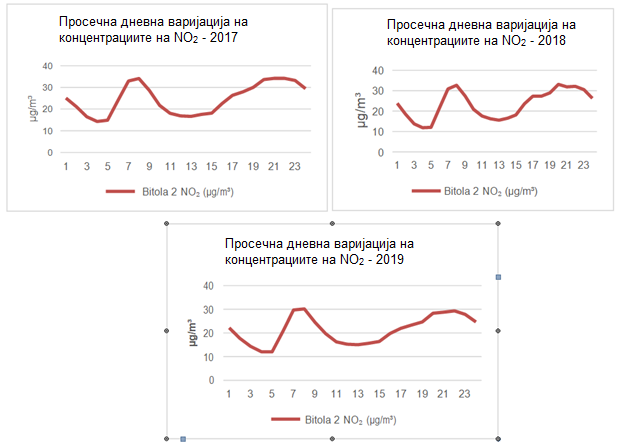 Просечна дневна варијација на
концентрациите на NO2 - 2017
µg/m³
40
30
20
10
0
1 3 5 7 9 11 13 15 17 19 21 23
Bitola 2 NO₂ (µg/m³)
Просечна дневна варијација на
концентрациите на NO2 - 2018
µg/m³
40
30
20
10
0
1 3 5 7 9 11 13 15 17 19 21 23
Bitola 2 NO₂ (µg/m³)
Просечна дневна варијација на
концентрациите на NO2 - 2019
µg/m³
40
30
20
10
0
1 3 5 7 9 11 13 15 17 19 21 23
Bitola 2 NO₂ (µg/m³)